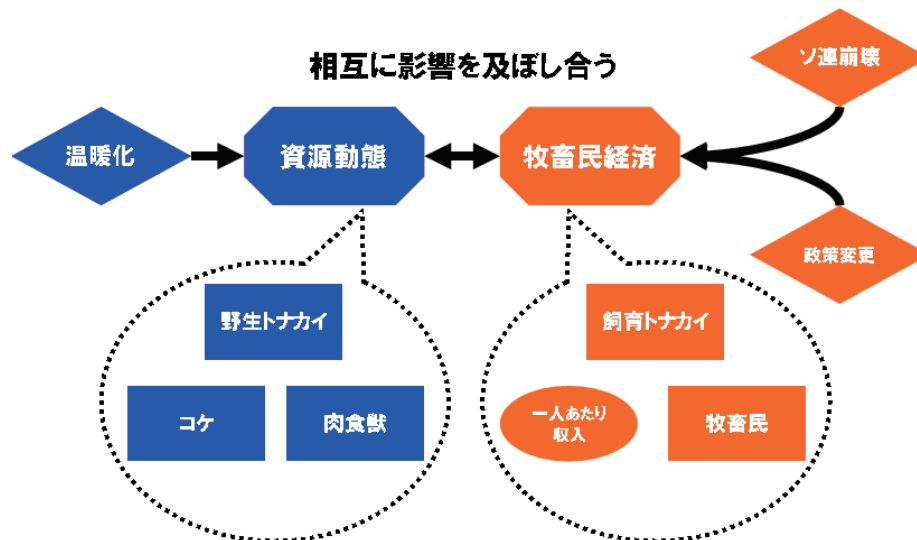 相互に影響を及ぼし合う
ソ連崩壊
温暖化
資源動態
牧畜民経済
政策変更
野生トナカイ
飼育トナカイ
コケ
肉食獣
一人あたり
収入
牧畜民